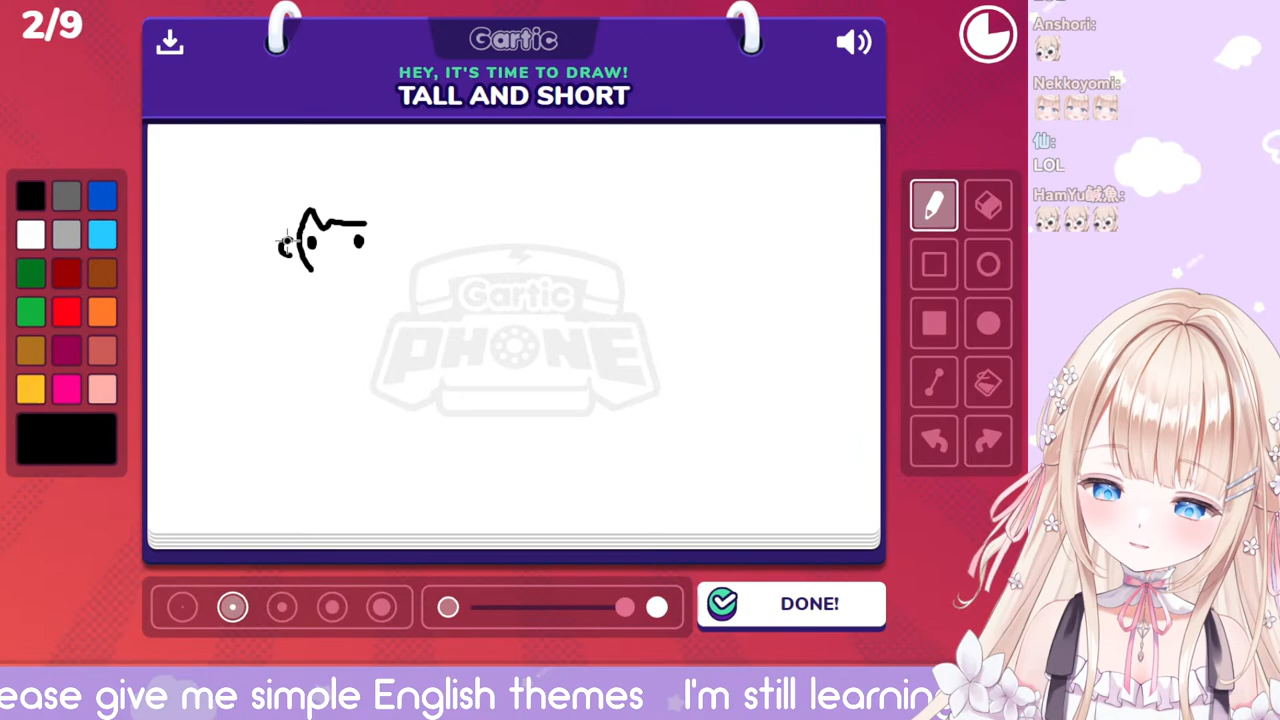 2/9
Gartic
HEY, IT'S TIME TO DRAW!
TALL AND SHORT
Gartic
PHONE
DONE!
Anshori:
Nekkoyomi:
仙:
LOL
HamYu鹹魚:
ease give me simple English themes I'm still learning